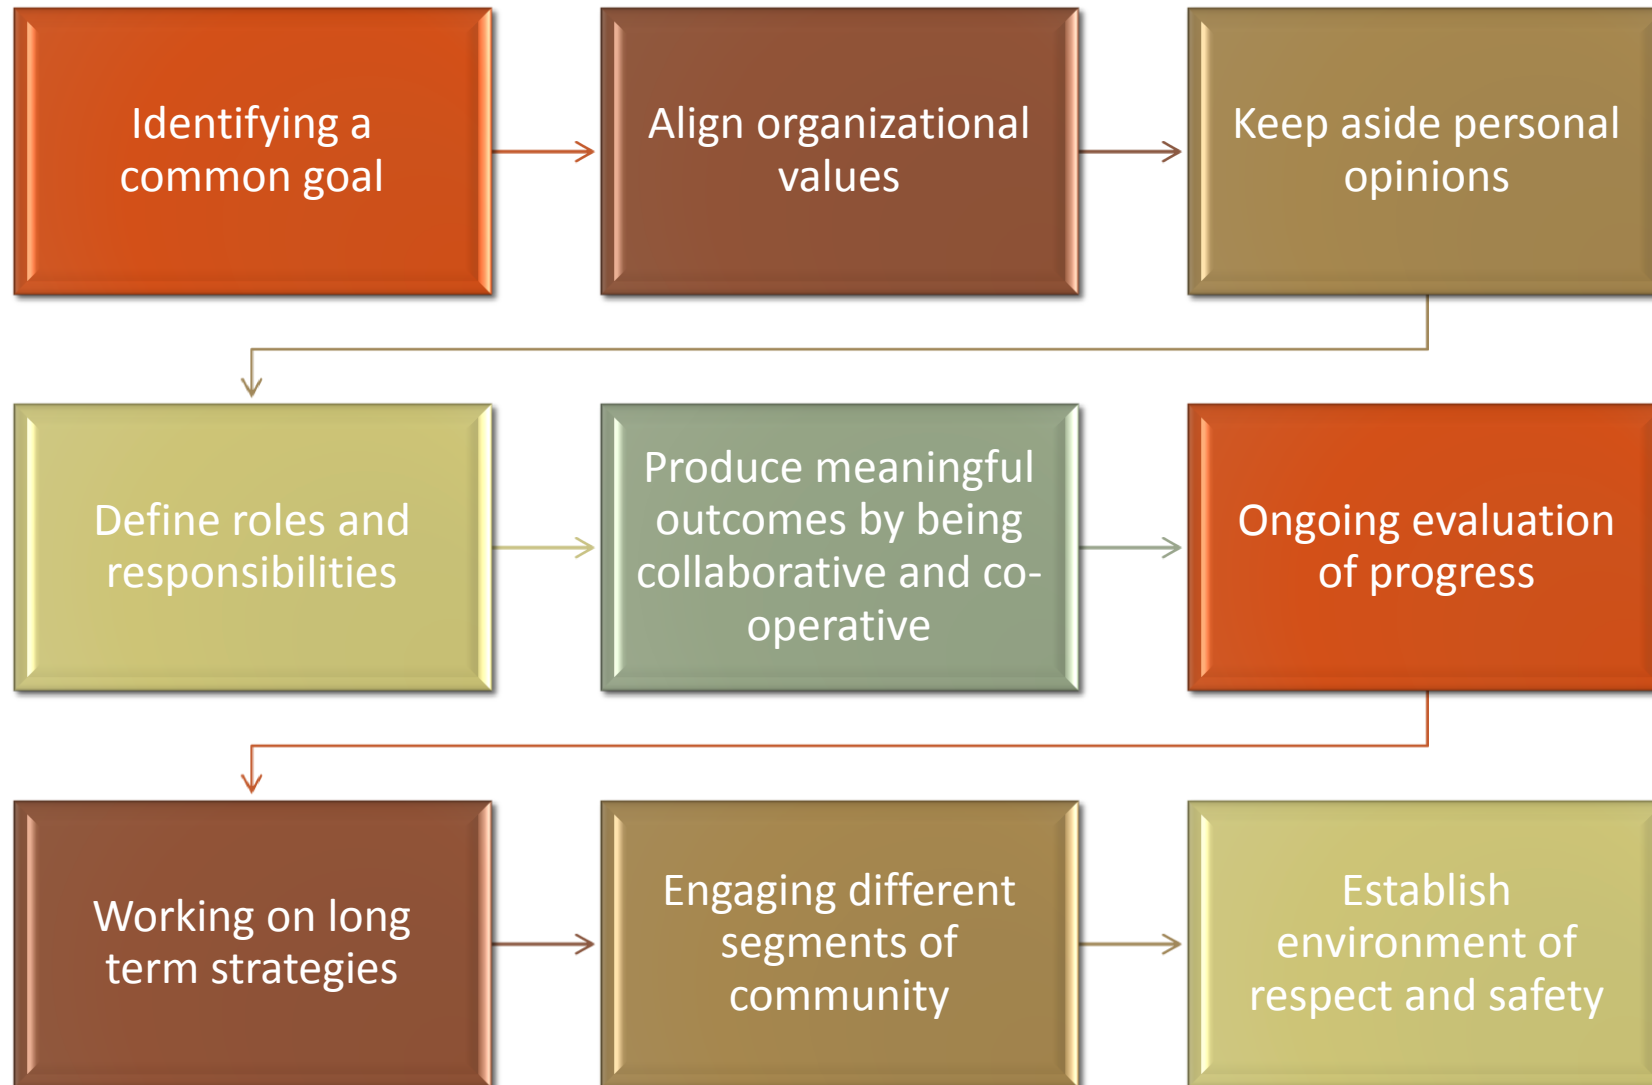 Identifying a
common goal
Align organizational
values
Keep aside personal
opinions
Define roles and
responsibilities
Produce meaningful
outcomes by being
collaborative and co-
operative
Ongoing evaluation
of progress
Working on long
term strategies
Engaging different
segments of
community
Establish
environment of
respect and safety